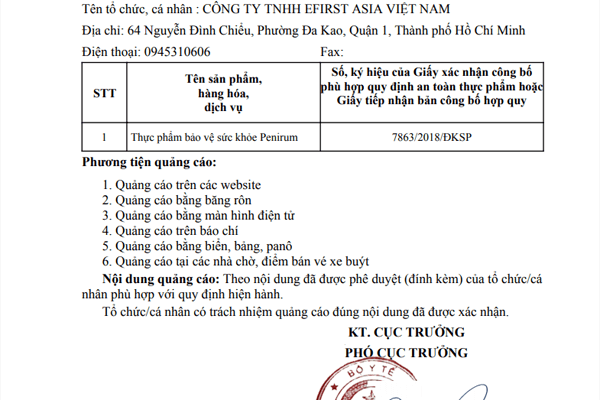 Tên tổ chức, cá nhân : CÔNG TY TNHH EFIRST ASIA VIỆT NAM
Địa chỉ: 64 Nguyễn Đình Chiểu, Phường Đa Kao, Quận 1, Thành phố Hồ Chí Minh
Điện thoại: 0945310606 Fax:
STT
Tên sản phẩm,
hàng hóa,
dịch vụ
Số, ký hiệu của Giấy xác nhận công bố
phù hợp quy định an toàn thực phẩm hoặc
Giấy tiếp nhận bản công bố hợp quy
1 Thực phẩm bảo vệ sức khỏe Penirum 7863/2018/ĐKSP
Phương tiện quảng cáo:
1. Quảng cáo trên các website
2. Quảng cáo bằng băng rôn
3. Quảng cáo bằng màn hình điện tử
4. Quảng cáo trên báo chí
5. Quảng cáo bằng biển, bảng, panô
6. Quảng cáo tại các nhà chờ, điểm bán vé xe buýt
Nội dung quảng cáo: Theo nội dung đã được phê duyệt (đính kèm) của tổ chức/cá
nhân phù hợp với quy định hiện hành.
Tổ chức/cá nhân có trách nhiệm quảng cáo đúng nội dung đã được xác nhận.
KT. CỤC TRƯỞNG
PHÓ CỤC TRƯỞNG
BỘ Y TẾ